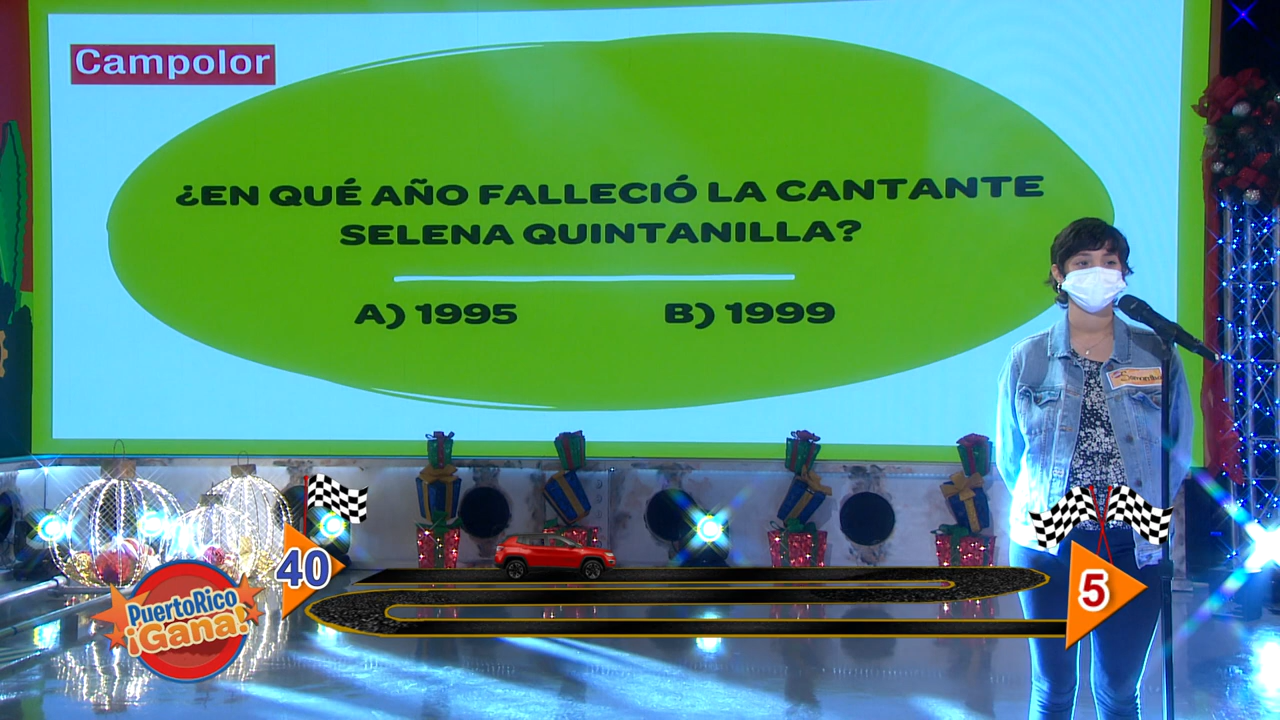 Campolor
¿EN QUÉ AÑO FALLECIÓ LA CANTANTE
SELENA QUINTANILLA?
A) 1995 B) 1999
40
5
PuertoRico
¡Gana!